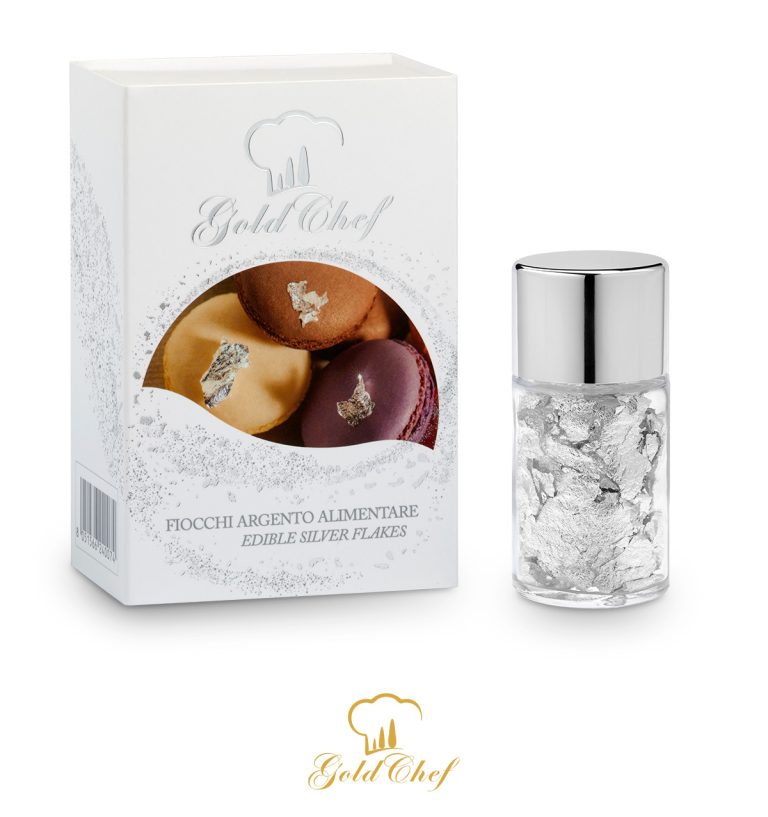 Gold Chef
FIOCCHI ARGENTO ALIMENTARE
EDIBLE SILVER FLAKES
Gold Chef